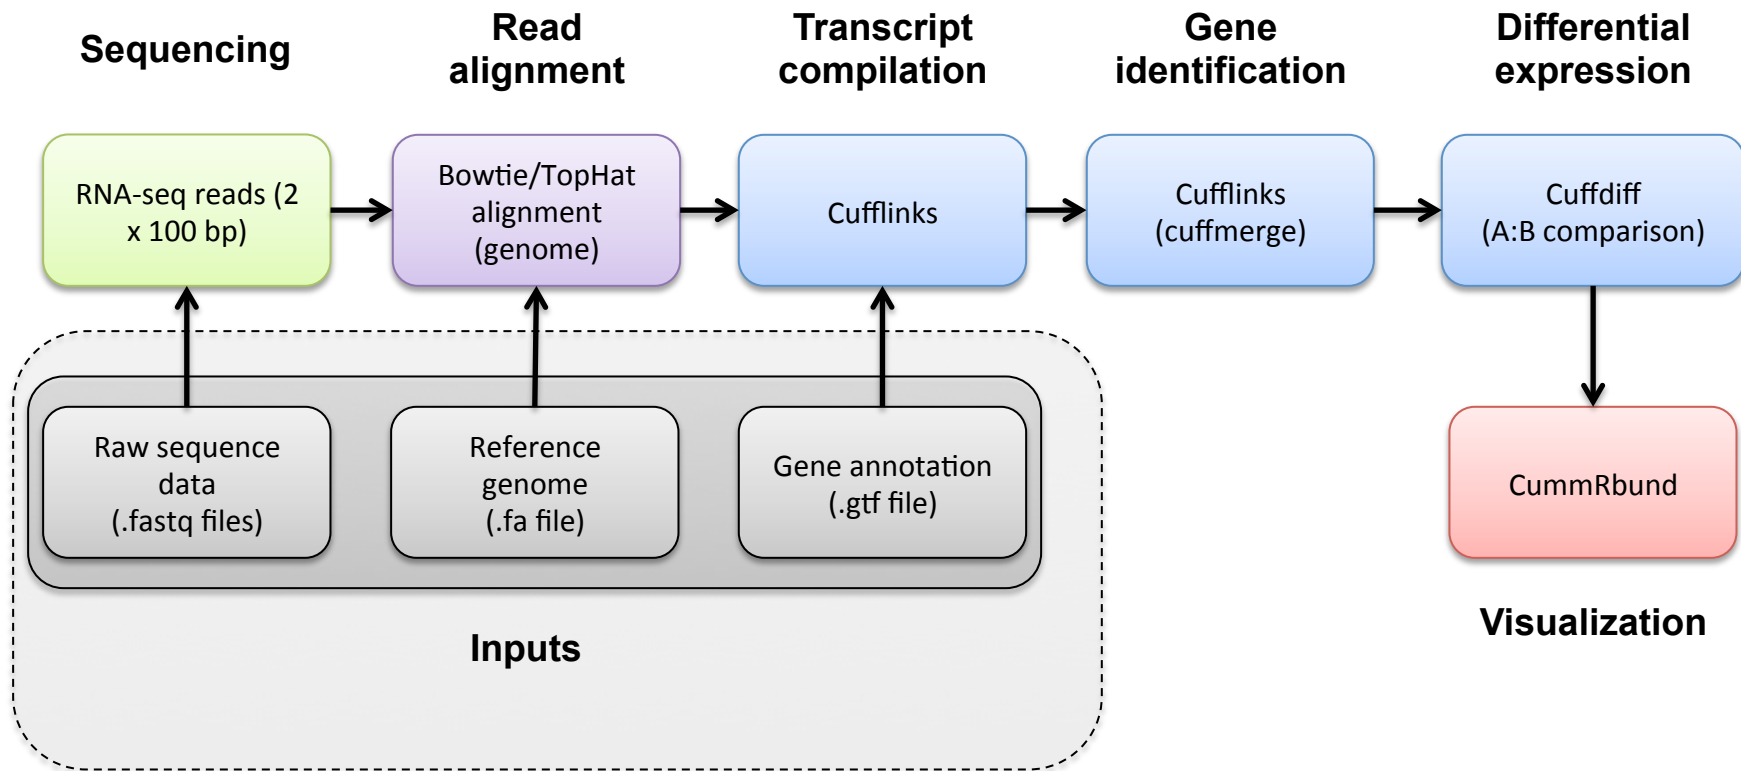 Sequencing
Read
alignment
Transcript
compilation
Gene
identification
Differential
expression
RNA-seq reads (2
x 100 bp)
Bowtie/TopHat
alignment
(genome)
Cufflinks
Cufflinks
(cuffmerge)
Cuffdiff
(A:B comparison)
Raw sequence
data
(.fastq files)
Reference
genome
(.fa file)
Gene annotation
(.gtf file)
CummRbund
Inputs
Visualization